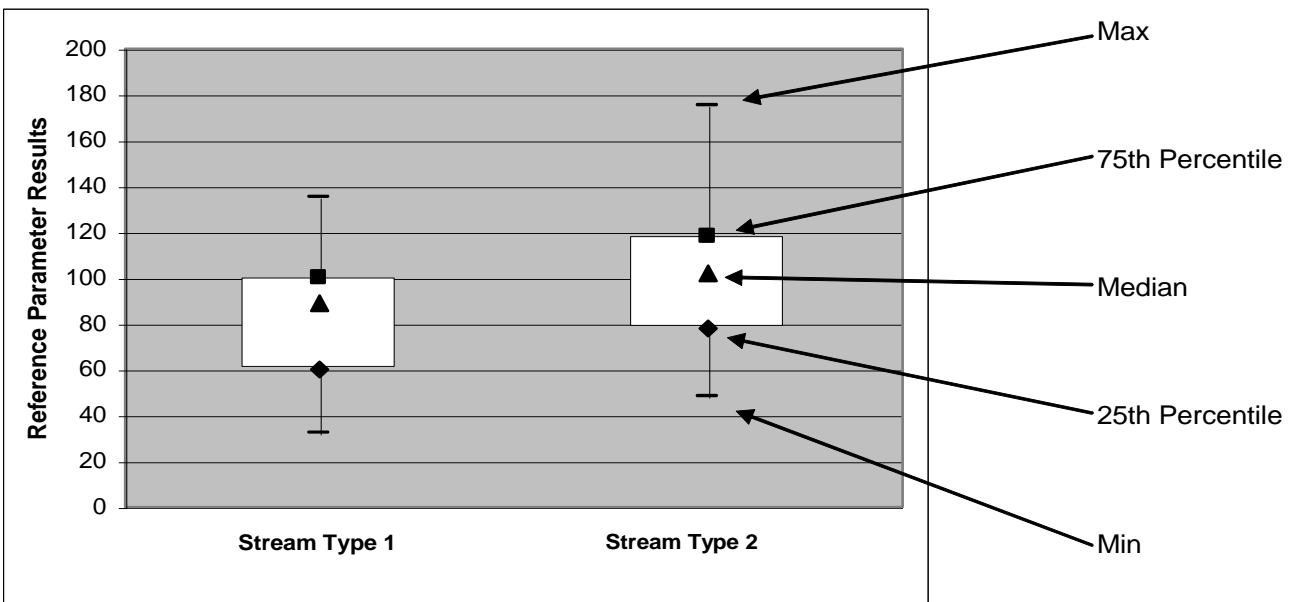 Reference Parameter Results
200
180
160
140
120
100
80
60
40
20
0
Stream Type 1
Stream Type 2
Max
75th Percentile
Median
25th Percentile
Min